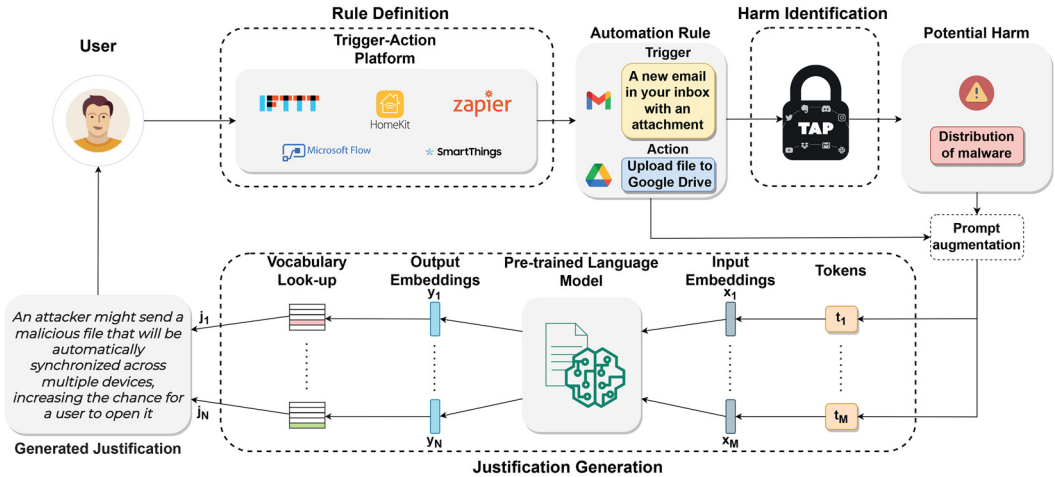 User
Rule Definition
Trigger-Action
Platform
IFTTT
HomeKit
zapier
Microsoft Flow
SmartThings
Automation Rule
Trigger
A new email
in your inbox
with an
attachment
Action
Upload file to
Google Drive
Harm Identification
TAP
Potential Harm
Distribution
of malware
Prompt
augmentation
Vocabulary
Look-up
Output
Embeddings
Pre-trained Language
Model
Input
Embeddings
Tokens
y1
x1
t1
j1
An attacker might send a
malicious file that will be
automatically
synchronized across
multiple devices,
increasing the chance for
a user to open it
jN
yN
xM
tM
Generated Justification
Justification Generation